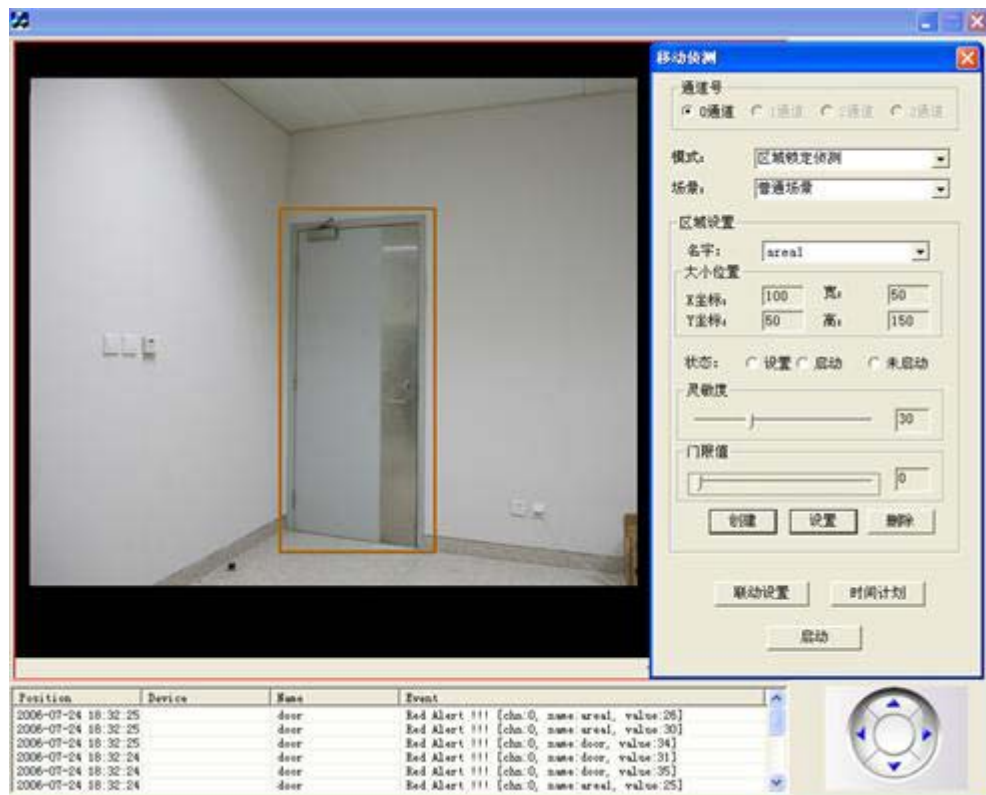 移动侦测
通道号
0通道 1通道 2通道 3通道
模式: 区域锁定侦测
场景: 普通场景
区域设置
名字: area1
大小位置
X坐标: 100 宽: 50
Y坐标: 50 高: 150
状态: 设置 启动 未启动
灵敏度
30
门限值
0
创建 设置 删除
联动设置 时间计划
启动
Position Device Name Event
2006-07-24 18:32:25 door Red Alert !!! [chn:0, name:area1, value:26]
2006-07-24 18:32:25 door Red Alert !!! [chn:0, name:area1, value:30]
2006-07-24 18:32:25 door Red Alert !!! [chn:0, name:door, value:34]
2006-07-24 18:32:24 door Red Alert !!! [chn:0, name:door, value:31]
2006-07-24 18:32:24 door Red Alert !!! [chn:0, name:door, value:35]
2006-07-24 18:32:24 door Red Alert !!! [chn:0, name:area1, value:25]